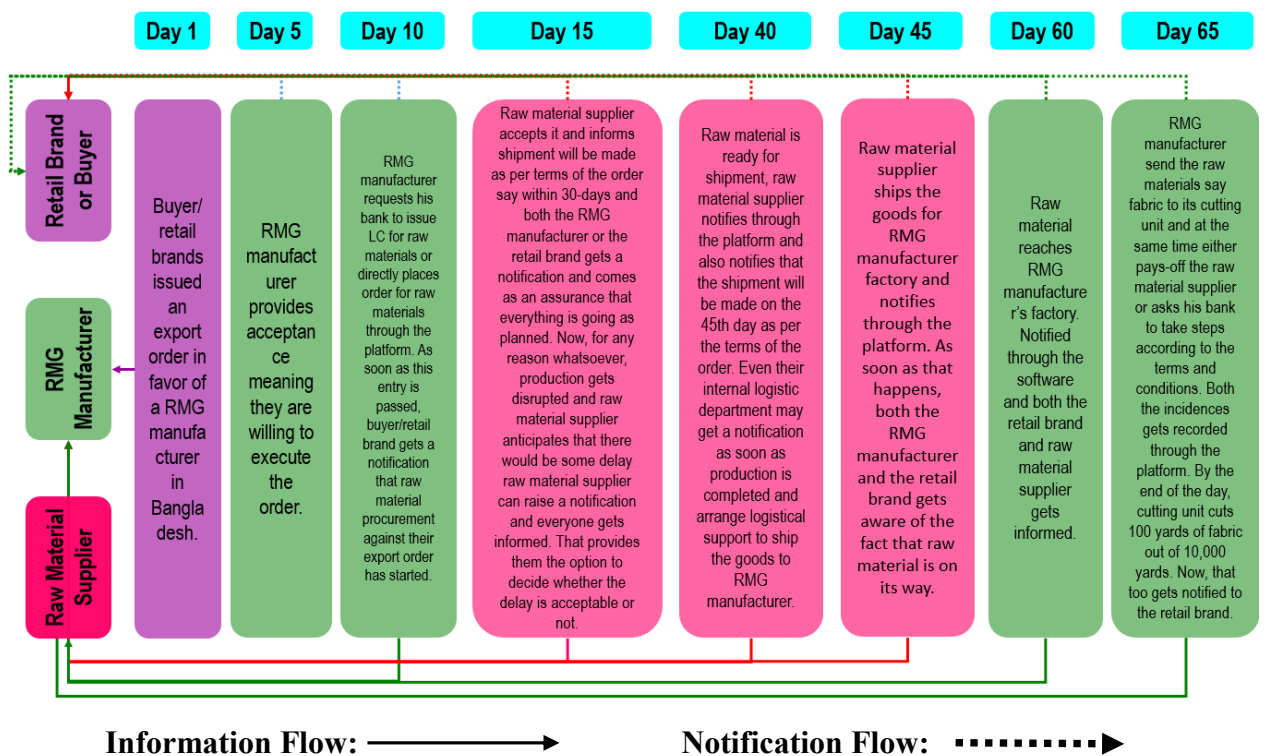 Day 1
Day 5
Day 10
Day 15
Day 40
Day 45
Day 60
Day 65
Retail Brand
or Buyer
RMG
Manufacturer
Raw Material
Supplier
Buyer/
retail
brands
issued
an
export
order in
favor of
a RMG
manufa
cturer
in
Bangla
desh.
RMG
manufact
urer
provides
acceptan
ce
meaning
they are
willing to
execute
the
order.
RMG
manufacturer
requests his
bank to issue
LC for raw
materials or
directly places
order for raw
materials
through the
platform. As
soon as this
entry is
passed,
buyer/retail
brand gets a
notification
that raw
material
procurement
against their
export order
has started.
Raw material supplier
accepts it and informs
shipment will be made
as per terms of the order
say within 30-days and
both the RMG
manufacturer or the
retail brand gets a
notification and comes
as an assurance that
everything is going as
planned. Now, for any
reason whatsoever,
production gets
disrupted and raw
material supplier
anticipates that there
would be some delay
raw material supplier
can raise a notification
and everyone gets
informed. That provides
them the option to
decide whether the
delay is acceptable or
not.
Raw material is
ready for
shipment, raw
material supplier
notifies through
the platform and
also notifies that
the shipment will
be made on the
45th day as per
the terms of the
order. Even their
internal logistic
department may
get a notification
as soon as
production is
completed and
arrange logistical
support to ship
the goods to
RMG
manufacturer.
Raw material
supplier
ships the
goods for
RMG
manufacturer
factory and
notifies
through the
platform. As
soon as that
happens,
both the
RMG
manufacturer
and the retail
brand gets
aware of the
fact that raw
material is on
its way.
Raw
material
reaches
RMG
manufacture
r’s factory.
Notified
through the
software
and both the
retail brand
and raw
material
supplier
gets
informed.
RMG
manufacturer
send the raw
materials say
fabric to its cutting
unit and at the
same time either
pays-off the raw
material supplier
or asks his bank
to take steps
according to the
terms and
conditions. Both
the incidences
gets recorded
through the
platform. By the
end of the day,
cutting unit cuts
100 yards of fabric
out of 10,000
yards. Now, that
too gets notified to
the retail brand.
Information Flow:
Notification Flow: